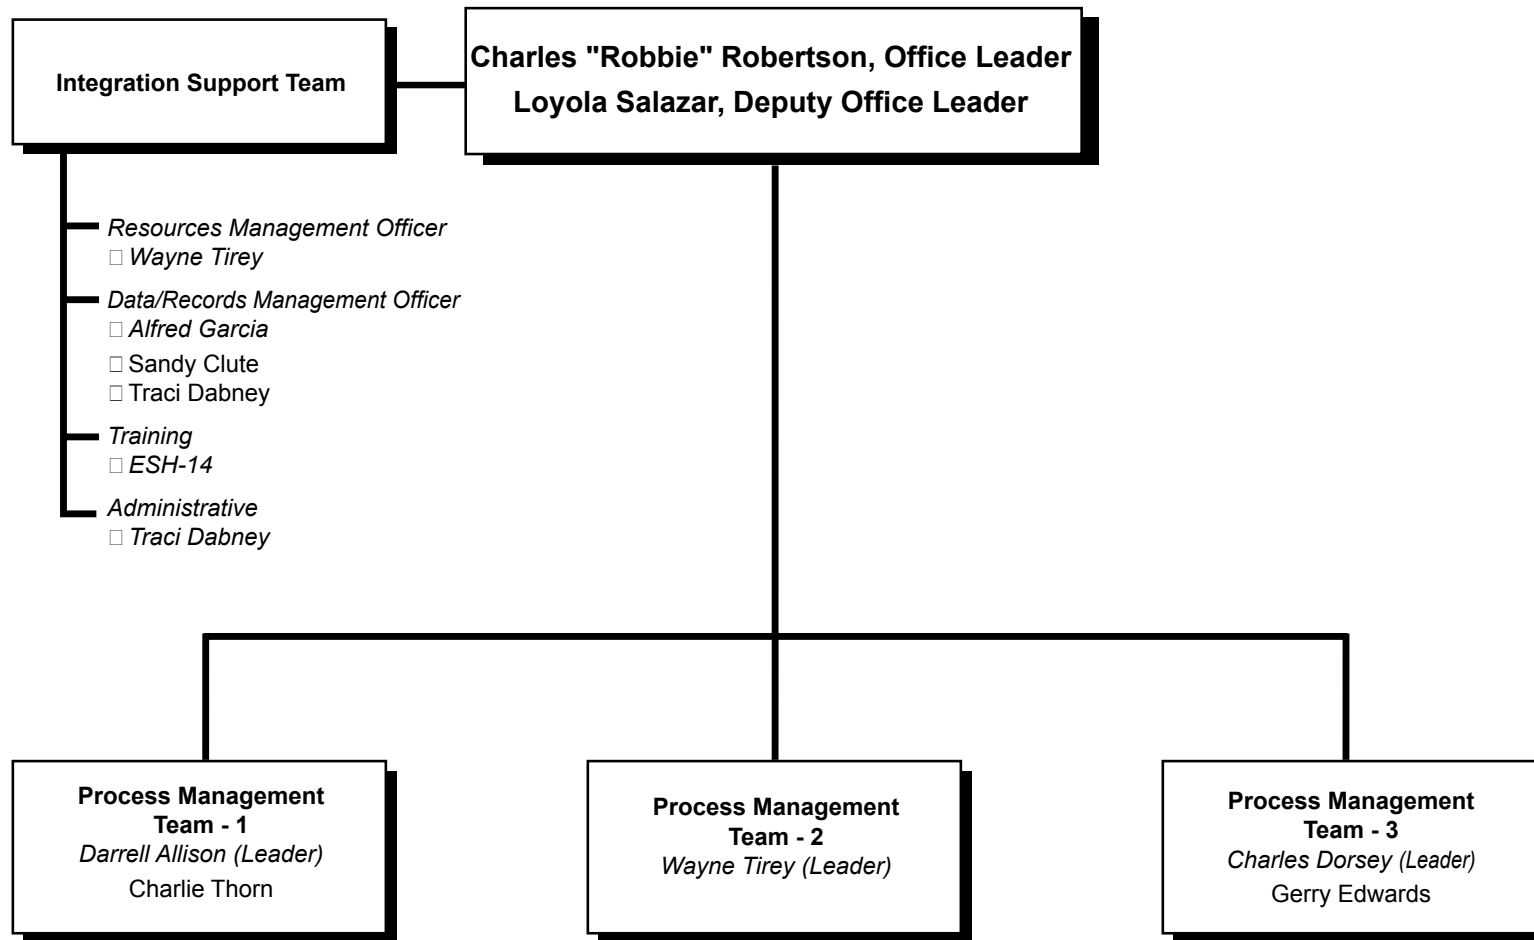 Integration Support Team
Charles "Robbie" Robertson, Office Leader
Loyola Salazar, Deputy Office Leader
Resources Management Officer
□ Wayne Tirey
Data/Records Management Officer
□ Alfred Garcia
□ Sandy Clute
□ Traci Dabney
Training
□ ESH-14
Administrative
□ Traci Dabney
Process Management
Team - 1
Darrell Allison (Leader)
Charlie Thorn
Process Management
Team - 2
Wayne Tirey (Leader)
Process Management
Team - 3
Charles Dorsey (Leader)
Gerry Edwards